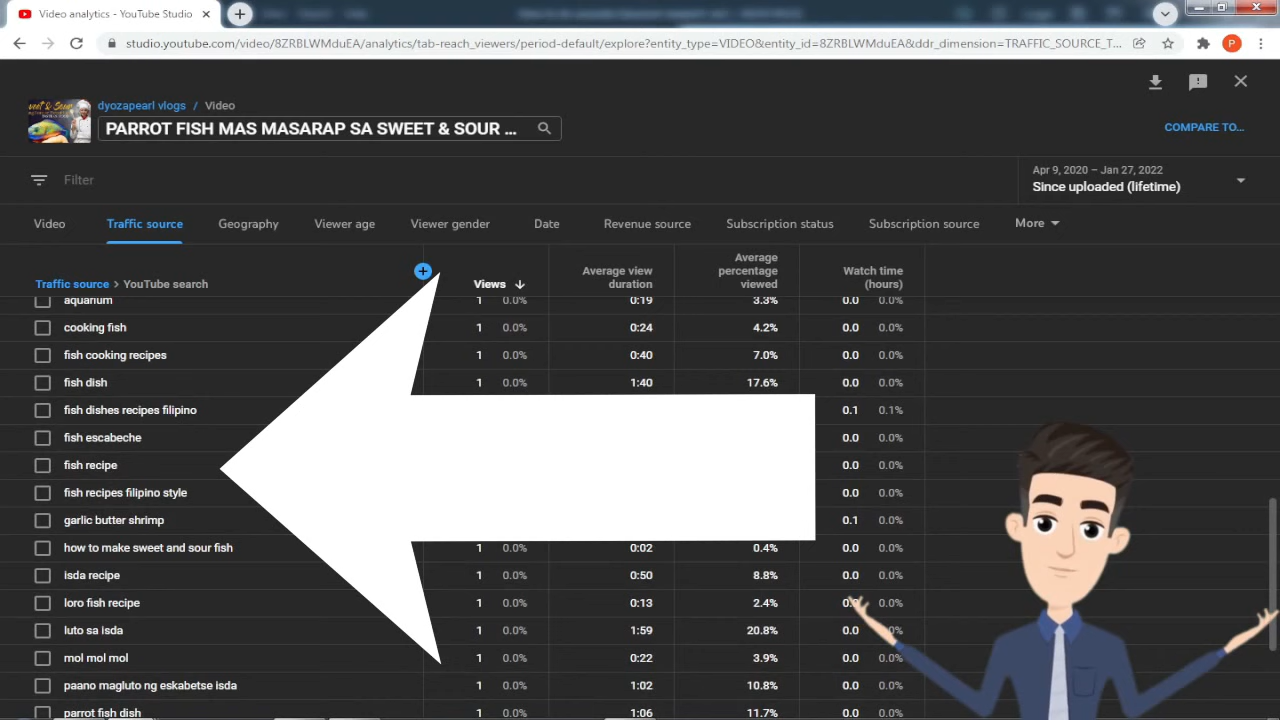 Video analytics - YouTube Studio
studio.youtube.com/video/8ZRBLWMduEA/analytics/tab-reach_viewers/period-default/explore?entity_type=VIDEO&entity_id=8ZRBLWMduEA&ddr_dimension=TRAFFIC_SOURCE_T...
P
dyozapearl vlogs / Video
PARROT FISH MAS MASARAP SA SWEET & SOUR ...
COMPARE TO...
Filter
Apr 9, 2020 – Jan 27, 2022
Since uploaded (lifetime)
Video Traffic source Geography Viewer age Viewer gender Date Revenue source Subscription status Subscription source More
Traffic source > YouTube search
Views
Average view duration
Average percentage viewed
Watch time (hours)
aquarium 1 0.0% 0:19 3.3% 0.0 0.0%
cooking fish 1 0.0% 0:24 4.2% 0.0 0.0%
fish cooking recipes 1 0.0% 0:40 7.0% 0.0 0.0%
fish dish 1 0.0% 1:40 17.6% 0.0 0.0%
fish dishes recipes filipino 0.1 0.1%
fish escabeche 0.0 0.0%
fish recipe 0.0 0.0%
fish recipes filipino style 0.0 0.0%
garlic butter shrimp 0.1 0.0%
how to make sweet and sour fish 1 0.0% 0:02 0.4% 0.0 0.0%
isda recipe 1 0.0% 0:50 8.8% 0.0 0.0%
loro fish recipe 1 0.0% 0:13 2.4% 0.0 0.0%
luto sa isda 1 0.0% 1:59 20.8% 0.0 0.0%
mol mol mol 1 0.0% 0:22 3.9% 0.0 0.0%
paano magluto ng eskabetse isda 1 0.0% 1:02 10.8% 0.0 0.0%
parrot fish dish 1 0.0% 1:06 11.7% 0.0